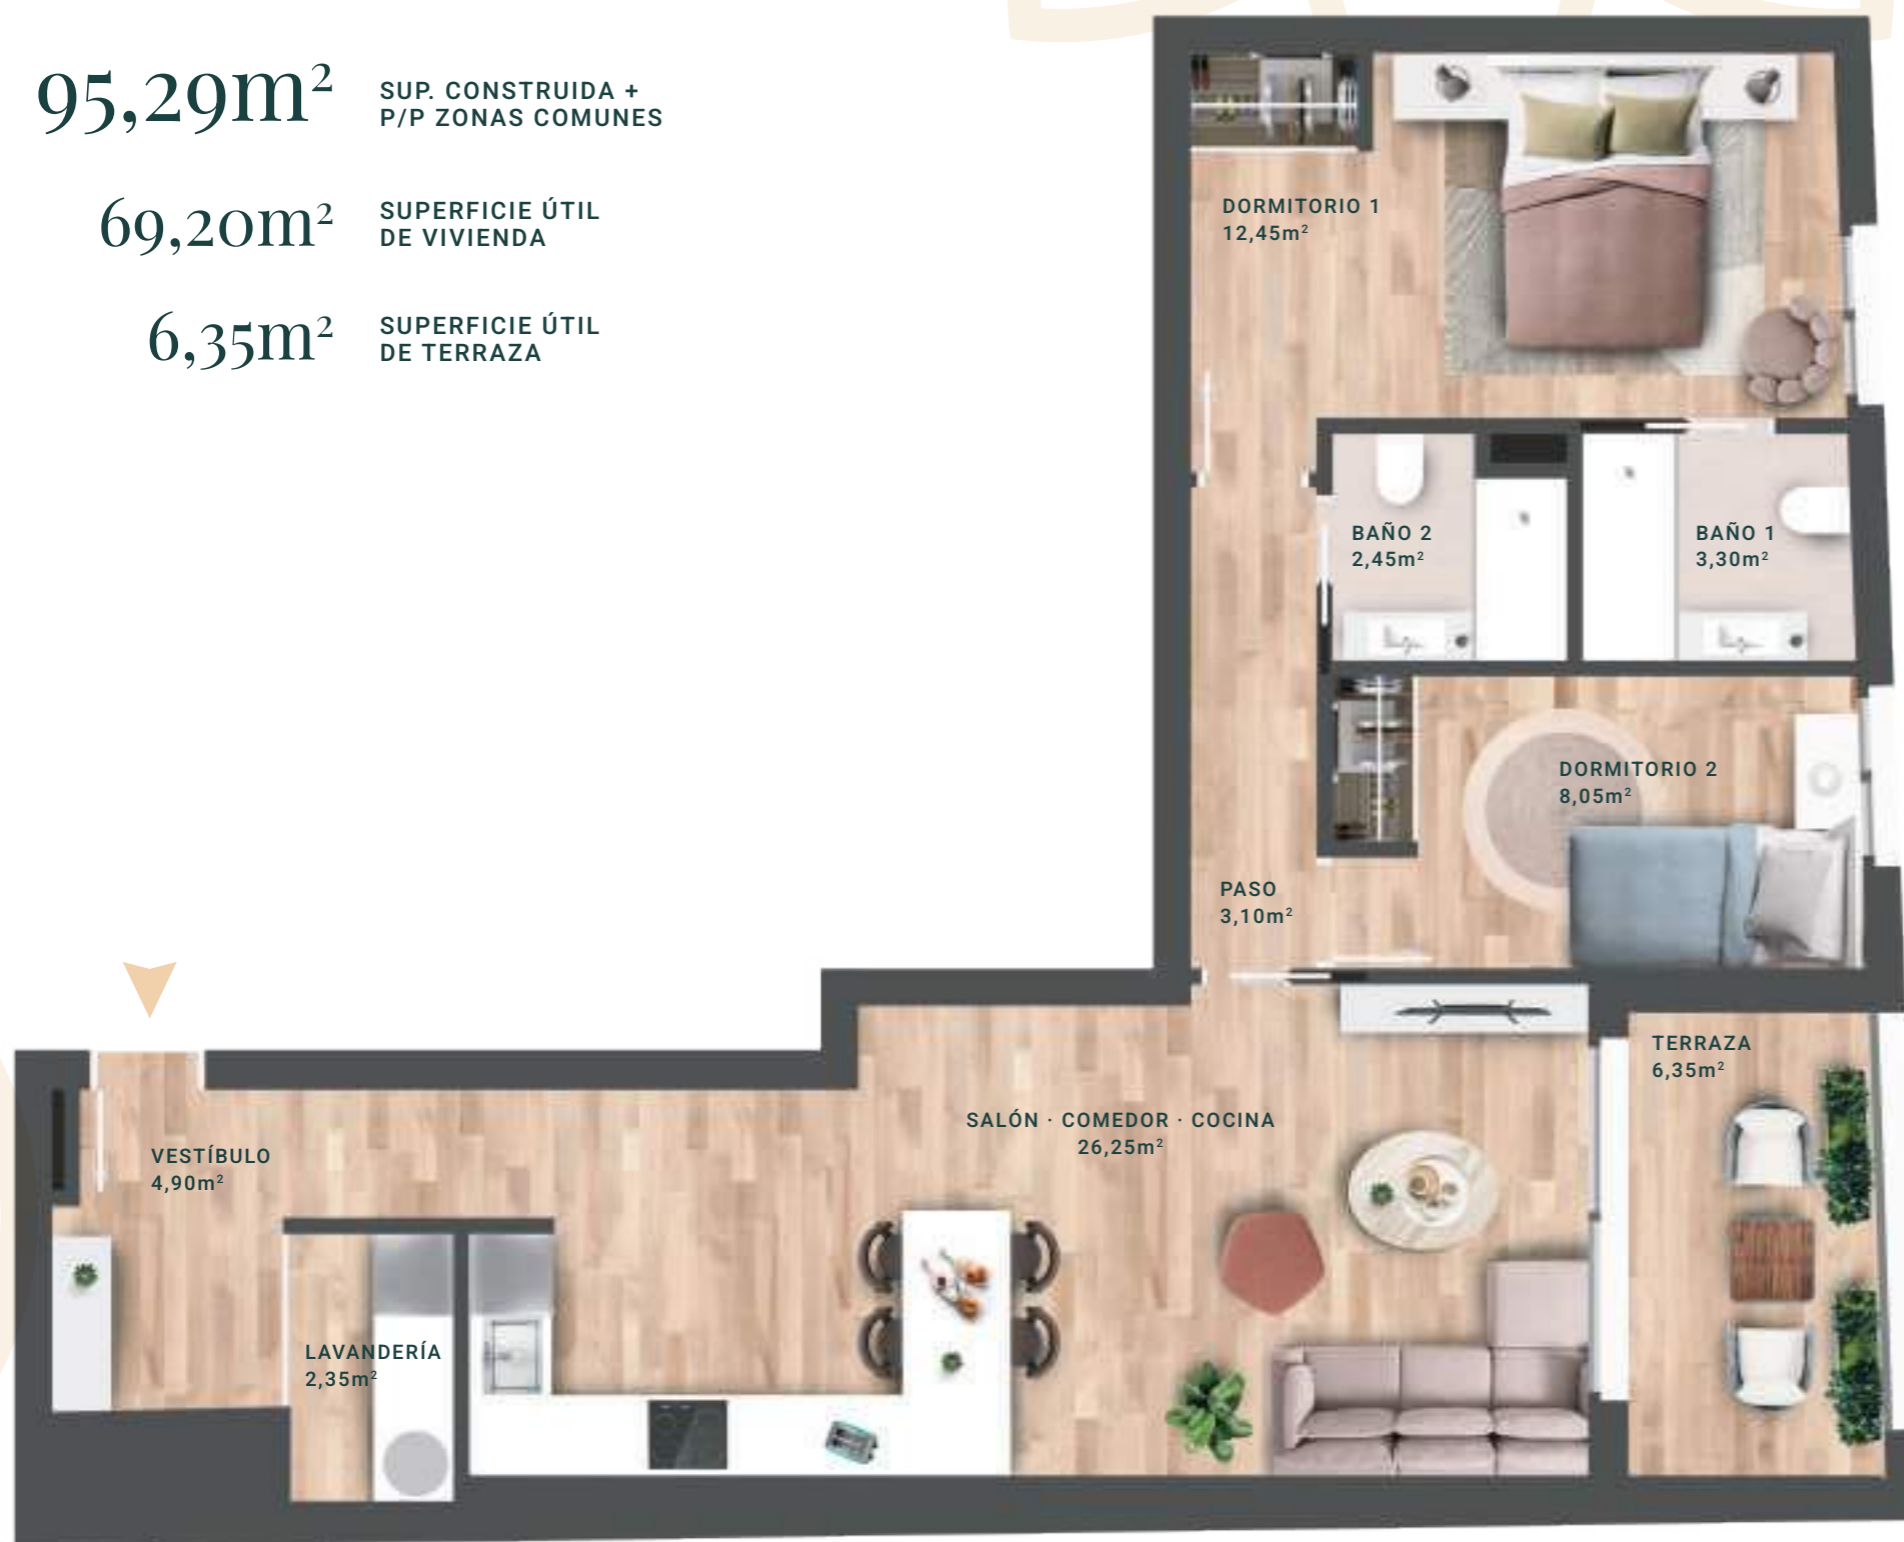 95,29m² SUP. CONSTRUIDA +
P/P ZONAS COMUNES
69,20m² SUPERFICIE ÚTIL
DE VIVIENDA
6,35m² SUPERFICIE ÚTIL
DE TERRAZA
DORMITORIO 1
12,45m²
BAÑO 2
2,45m²
BAÑO 1
3,30m²
DORMITORIO 2
8,05m²
PASO
3,10m²
TERRAZA
6,35m²
SALÓN · COMEDOR · COCINA
26,25m²
VESTÍBULO
4,90m²
LAVANDERÍA
2,35m²